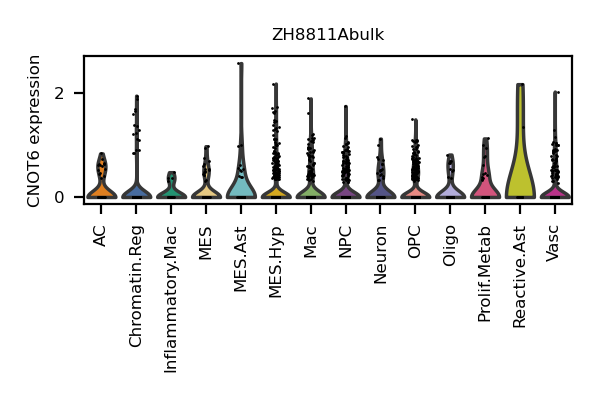 ZH8811Abulk
CNOT6 expression
2
0
AC
Chromatin.Reg
Inflammatory.Mac
MES
MES.Ast
MES.Hyp
Mac
NPC
Neuron
OPC
Oligo
Prolif.Metab
Reactive.Ast
Vasc